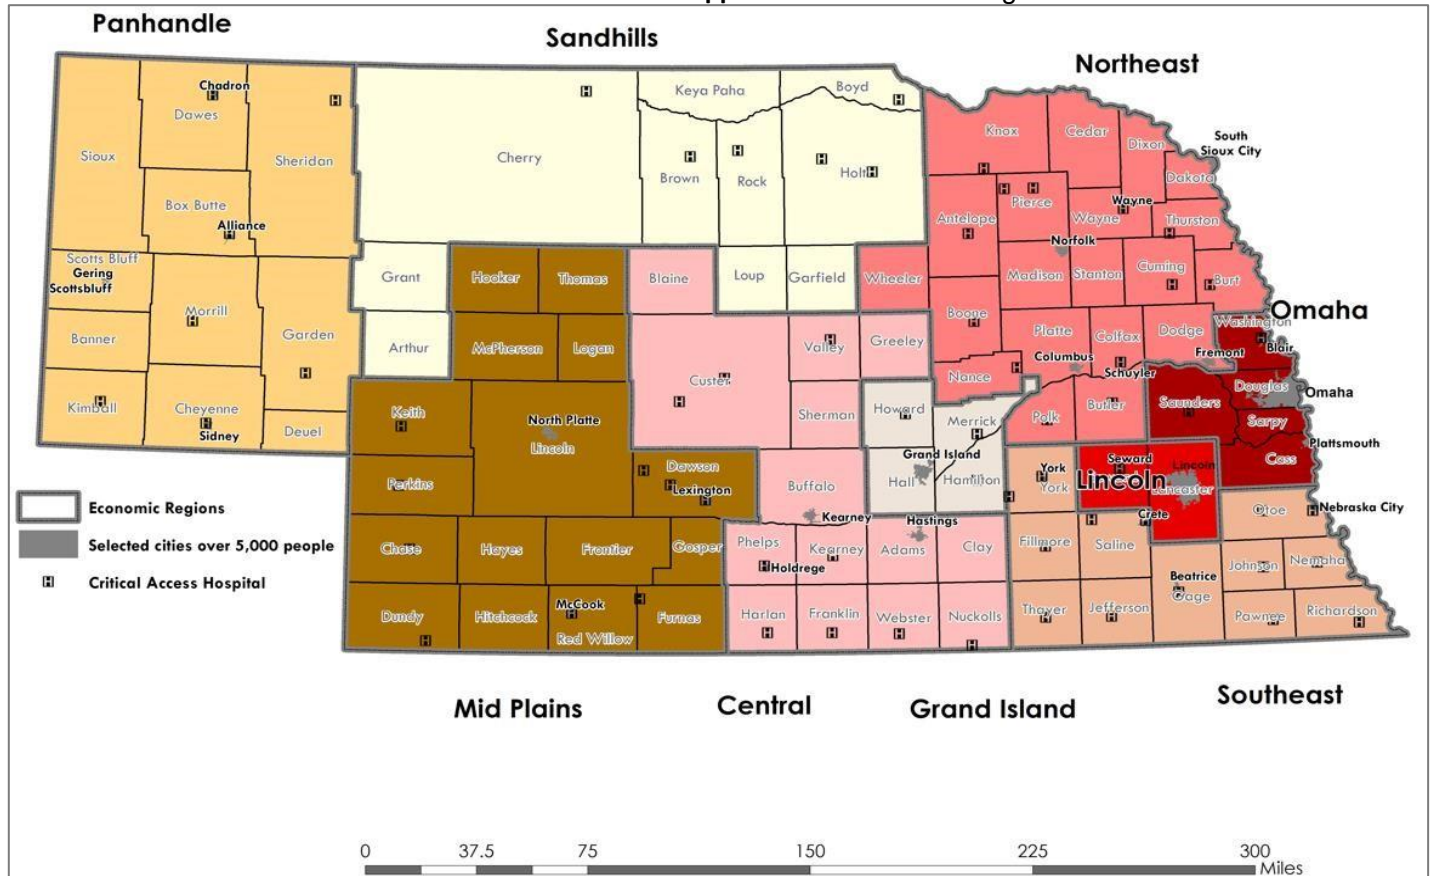 Panhandle
Sandhills
Northeast
Chadron
Dawes
Sioux
Sheridan
Box Butte
Alliance
Scotts Bluff
Gering
Scottsbluff
Morrill
Banner
Garden
Kimball
Cheyenne
Sidney
Deuel
Cherry
Keya Paha
Boyd
Brown
Rock
Holt
Grant
Loup
Garfield
Arthur
Hooker
Thomas
McPherson
Logan
Keith
North Platte
Lincoln
Perkins
Dawson
Lexington
Chase
Hayes
Frontier
Gosper
Dundy
Hitchcock
McCook
Red Willow
Furnas
Blaine
Custer
Valley
Greeley
Sherman
Buffalo
Kearney
Hastings
Phelps
Kearney
Adams
Clay
Holdrege
Harlan
Franklin
Webster
Nuckolls
Howard
Merrick
Grand Island
Hall
Hamilton
Knox
Cedar
Dixon
South
Sioux City
Dakota
Antelope
Pierce
Wayne
Wayne
Thurston
Norfolk
Wheeler
Madison
Stanton
Cuming
Burt
Boone
Platte
Colfax
Dodge
Columbus
Schuyler
Fremont
Nance
Polk
Butler
Omaha
Washington
Blair
Douglas
Omaha
Saunders
Sarpy
Plattsmouth
Cass
Seward
Lincoln
Lincoln
Lancaster
York
York
Crete
Otoe
Nebraska City
Fillmore
Saline
Johnson
Nemaha
Beatrice
Gage
Thayer
Jefferson
Pawnee
Richardson
Economic Regions
Selected cities over 5,000 people
H Critical Access Hospital
Mid Plains
Central
Grand Island
Southeast
0 37.5 75 150 225 300
Miles